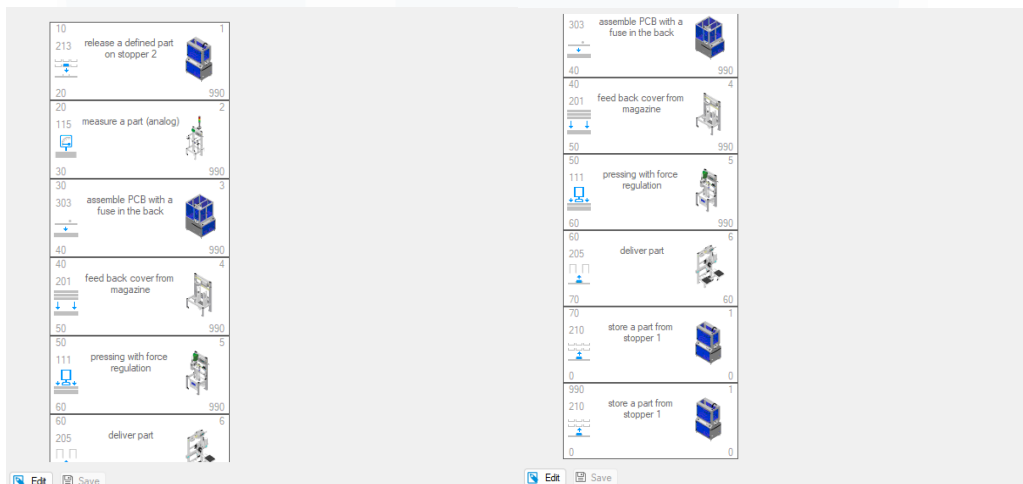 10 1
213 release a defined part
on stopper 2
20 990
20 2
115 measure a part (analog)
30 990
30 3
303 assemble PCB with a
fuse in the back
40 990
40 4
201 feed back cover from
magazine
50 990
50 5
111 pressing with force
regulation
60 990
60 6
205 deliver part
Edit Save
303 assemble PCB with a
fuse in the back
40 990
40 4
201 feed back cover from
magazine
50 990
50 5
111 pressing with force
regulation
60 990
60 6
205 deliver part
70 60
70 1
210 store a part from
stopper 1
0 0
990 1
210 store a part from
stopper 1
0 0
Edit Save